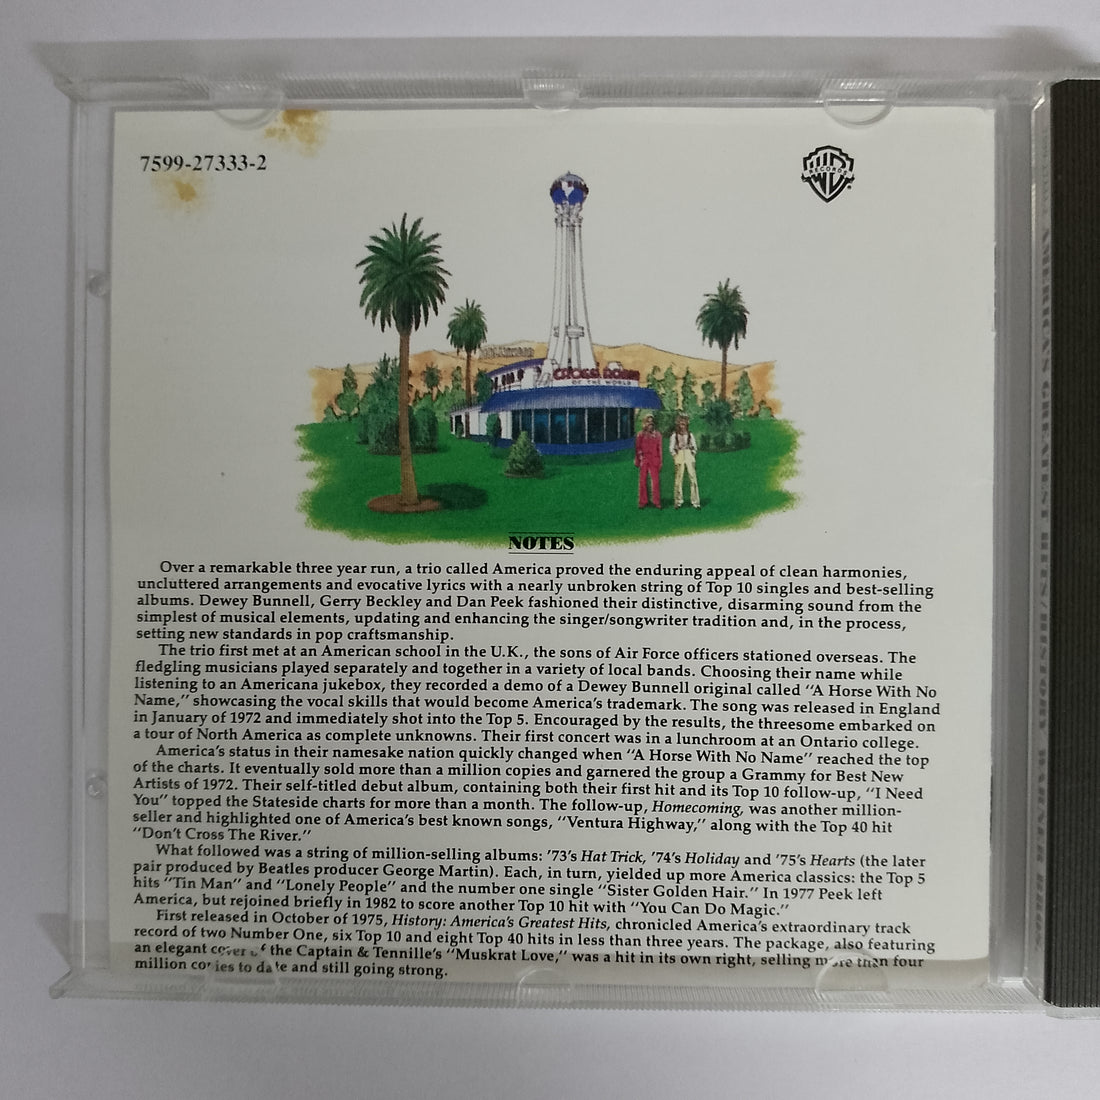 7599-27333-2
WB
RECORDS
CROSS ROADS
OF THE WORLD
NOTES
Over a remarkable three year run, a trio called America proved the enduring appeal of clean harmonies,
uncluttered arrangements and evocative lyrics with a nearly unbroken string of Top 10 singles and best-selling
albums. Dewey Bunnell, Gerry Beckley and Dan Peek fashioned their distinctive, disarming sound from the
simplest of musical elements, updating and enhancing the singer/songwriter tradition and, in the process,
setting new standards in pop craftsmanship.
The trio first met at an American school in the U.K., the sons of Air Force officers stationed overseas. The
fledgling musicians played separately and together in a variety of local bands. Choosing their name while
listening to an Americana jukebox, they recorded a demo of a Dewey Bunnell original called "A Horse With No
Name," showcasing the vocal skills that would become America's trademark. The song was released in England
in January of 1972 and immediately shot into the Top 5. Encouraged by the results, the threesome embarked on
a tour of North America as complete unknowns. Their first concert was in a lunchroom at an Ontario college.
America's status in their namesake nation quickly changed when "A Horse With No Name" reached the top
of the charts. It eventually sold more than a million copies and garnered the group a Grammy for Best New
Artists of 1972. Their self-titled debut album, containing both their first hit and its Top 10 follow-up, "I Need
You" topped the Stateside charts for more than a month. The follow-up, Homecoming, was another million-
seller and highlighted one of America's best known songs, "Ventura Highway," along with the Top 40 hit
"Don't Cross The River."
What followed was a string of million-selling albums: '73's Hat Trick, '74's Holiday and '75's Hearts (the later
pair produced by Beatles producer George Martin). Each, in turn, yielded up more America classics: the Top 5
hits "Tin Man" and "Lonely People" and the number one single "Sister Golden Hair." In 1977 Peek left
America, but rejoined briefly in 1982 to score another Top 10 hit with "You Can Do Magic."
First released in October of 1975, History: America's Greatest Hits, chronicled America's extraordinary track
record of two Number One, six Top 10 and eight Top 40 hits in less than three years. The package, also featuring
an elegant cover of the Captain & Tennille's "Muskrat Love," was a hit in its own right, selling more than four
million copies to date and still going strong.